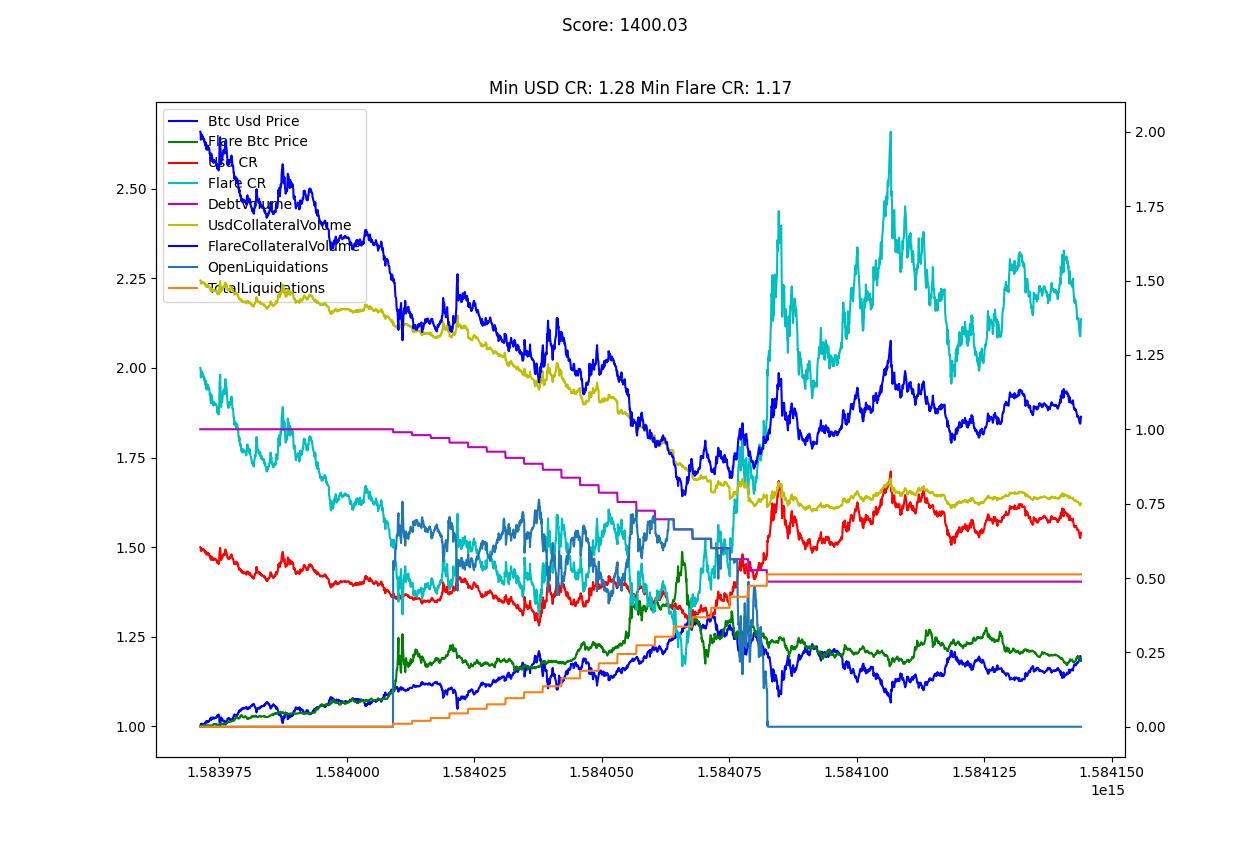 Score: 1400.03
Min USD CR: 1.28 Min Flare CR: 1.17
Btc Usd Price
Flare Btc Price
Usd CR
Flare CR
DebtVolume
UsdCollateralVolume
FlareCollateralVolume
OpenLiquidations
TotalLiquidations
2.50
2.25
2.00
1.75
1.50
1.25
1.00
2.00
1.75
1.50
1.25
1.00
0.75
0.50
0.25
0.00
1.583975 1.584000 1.584025 1.584050 1.584075 1.584100 1.584125 1.584150
1e15